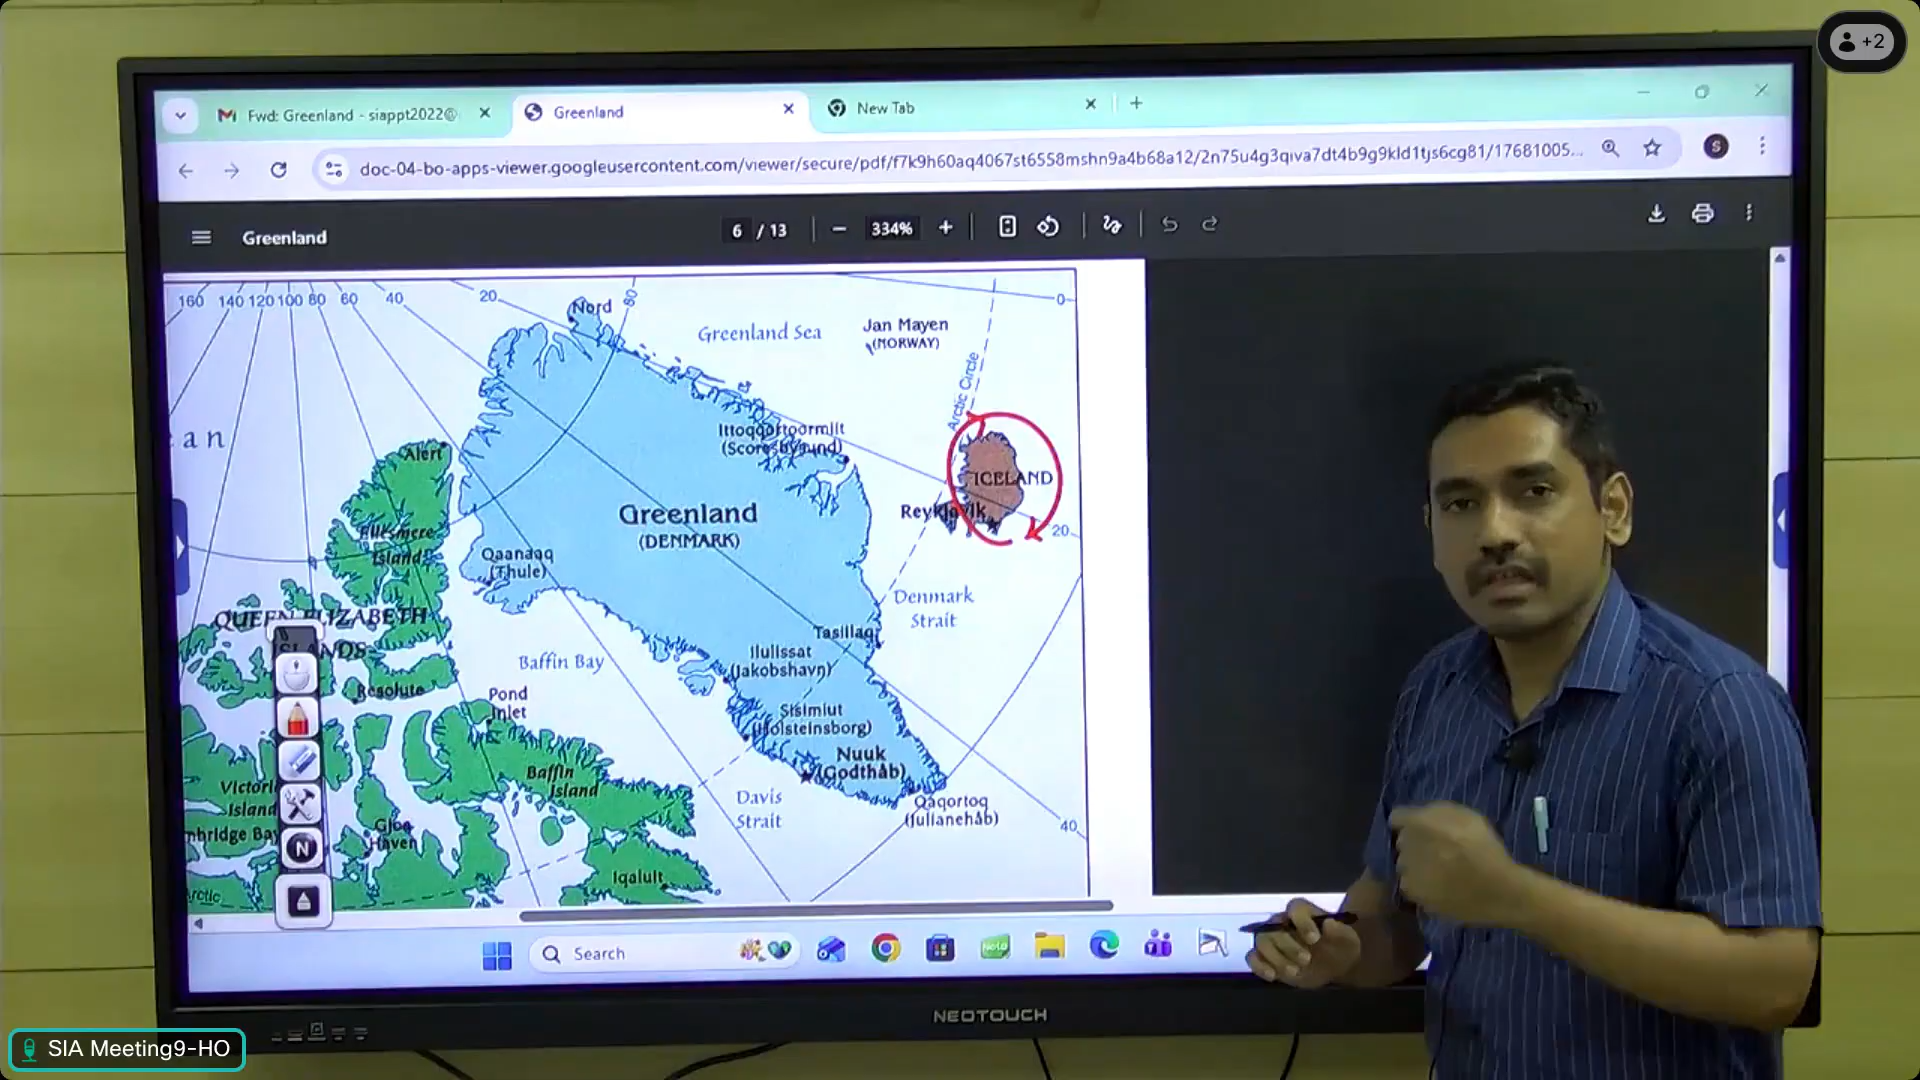 +2
Fwd: Greenland - siappt2022@
Greenland
New Tab
doc-04-bo-apps-viewer.googleusercontent.com/viewer/secure/pdf/f7k9h60aq4067st6558mshn9a4b68a12/2n75u4g3qiva7dt4b9g9kld1tjs6cg81/17681005...
S
Greenland
6 / 13
334%
160 140 120 100 80 60 40 20
80
0
Nord
Greenland Sea
Jan Mayen
(NORWAY)
Arctic Circle
an
Alert
Ittoqqortoormiit
(Scoresbysund)
ICELAND
Reykjavik
20
Greenland
(DENMARK)
Ellesmere
Island
Qaanaaq
(Thule)
Denmark
Strait
QUEEN ELIZABETH
ISLANDS
Tasiilaq
Ilulissat
(Jakobshavn)
Baffin Bay
Resolute
Pond
Inlet
Sisimiut
(Holsteinsborg)
Nuuk
(Godthåb)
Baffin
Island
Victori
Island
Davis
Strait
Qaqortoq
(Julianehåb)
40
mbridge Bay
Gjoa
Haven
N
Iqaluit
Arctic
Search
NEOTOUCH
SIA Meeting9-HO